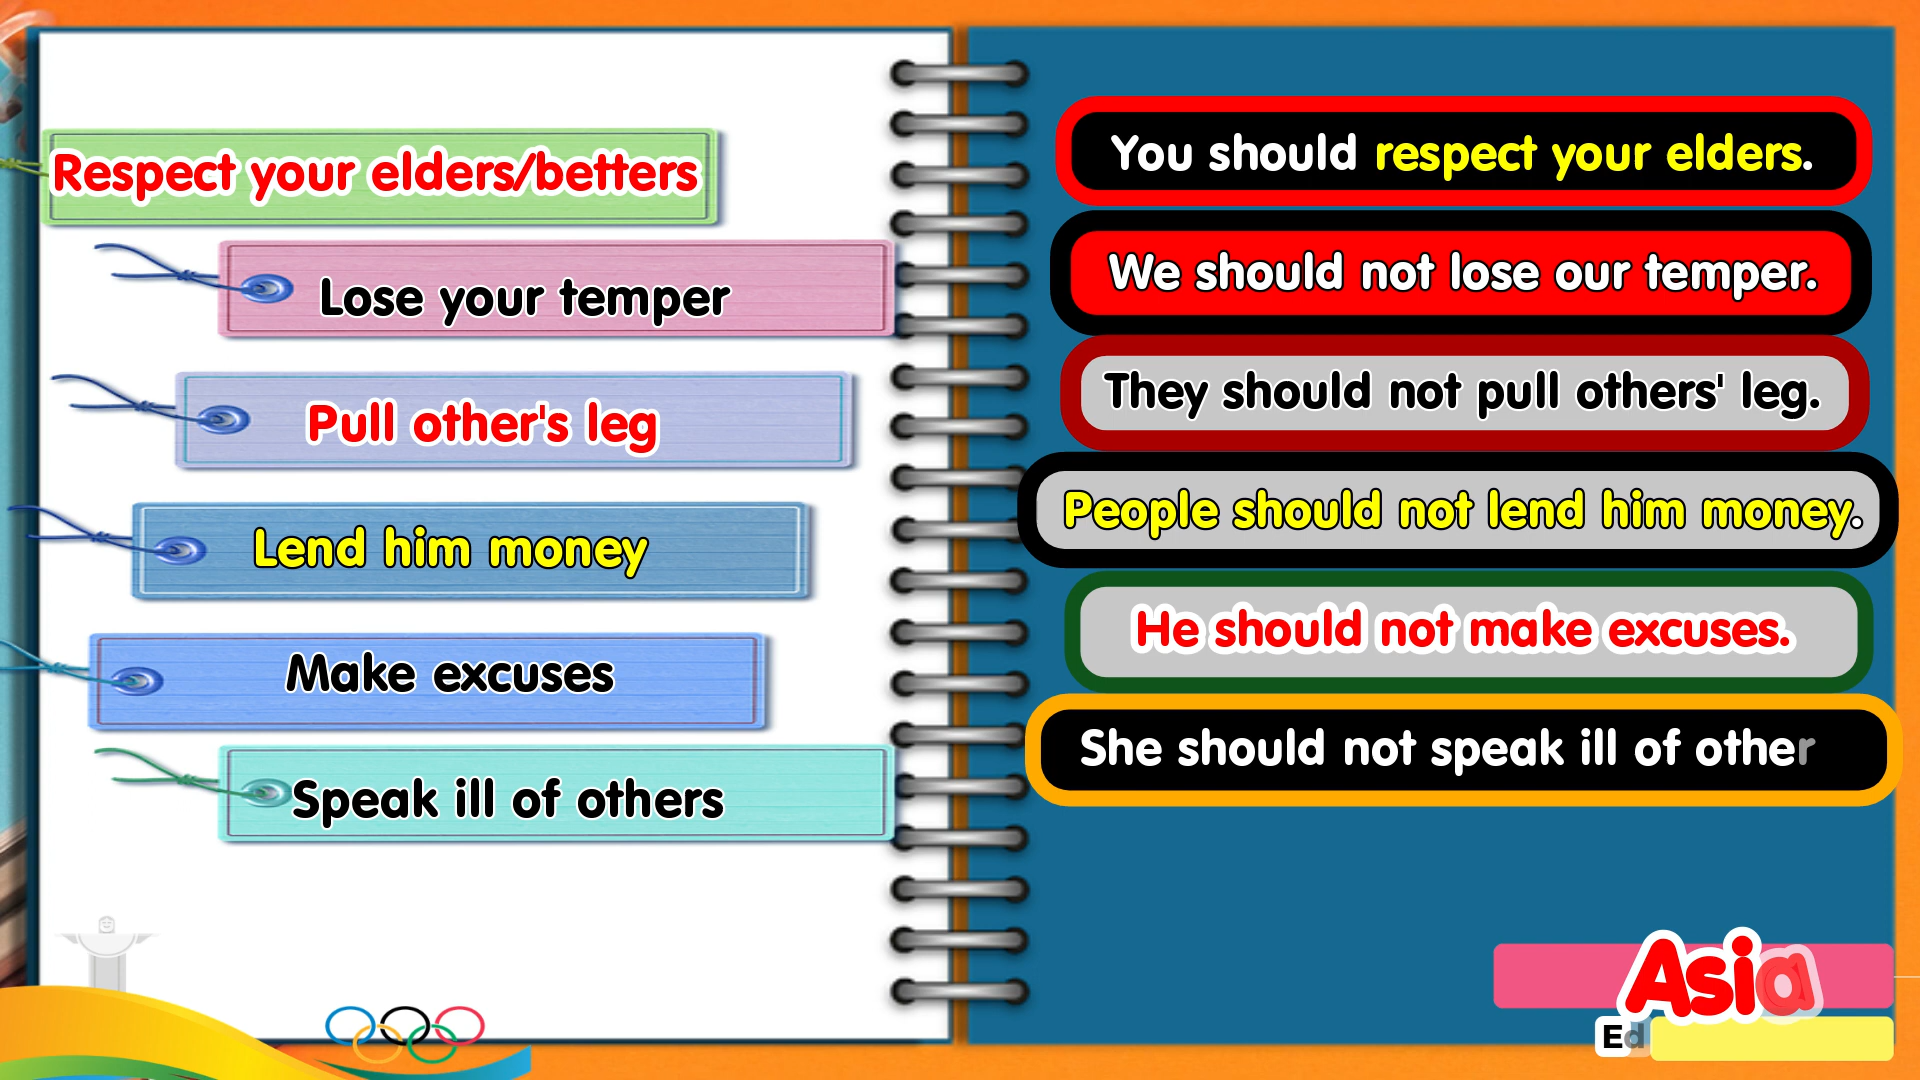 Respect your elders/betters
Lose your temper
Pull other's leg
Lend him money
Make excuses
Speak ill of others
You should respect your elders.
We should not lose our temper.
They should not pull others' leg.
People should not lend him money.
He should not make excuses.
She should not speak ill of other
Asia
Ed